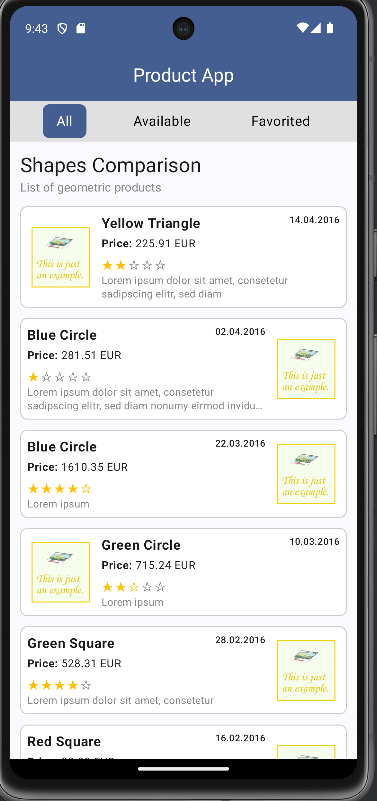 9:43
Product App
All Available Favorited
Shapes Comparison
List of geometric products
Yellow Triangle 14.04.2016
Price: 225.91 EUR
This is just
an example.
★★☆☆☆
Lorem ipsum dolor sit amet, consetetur
sadipscing elitr, sed diam
Blue Circle 02.04.2016
Price: 281.51 EUR
This is just
an example.
★☆☆☆☆
Lorem ipsum dolor sit amet, consetetur
sadipscing elitr, sed diam nonumy eirmod invidu...
Blue Circle 22.03.2016
Price: 1610.35 EUR
This is just
an example.
★★★★☆
Lorem ipsum
Green Circle 10.03.2016
Price: 715.24 EUR
This is just
an example.
★★☆☆☆
Lorem ipsum
Green Square 28.02.2016
Price: 528.31 EUR
This is just
an example.
★★★★☆
Lorem ipsum dolor sit amet, consetetur
Red Square 16.02.2016